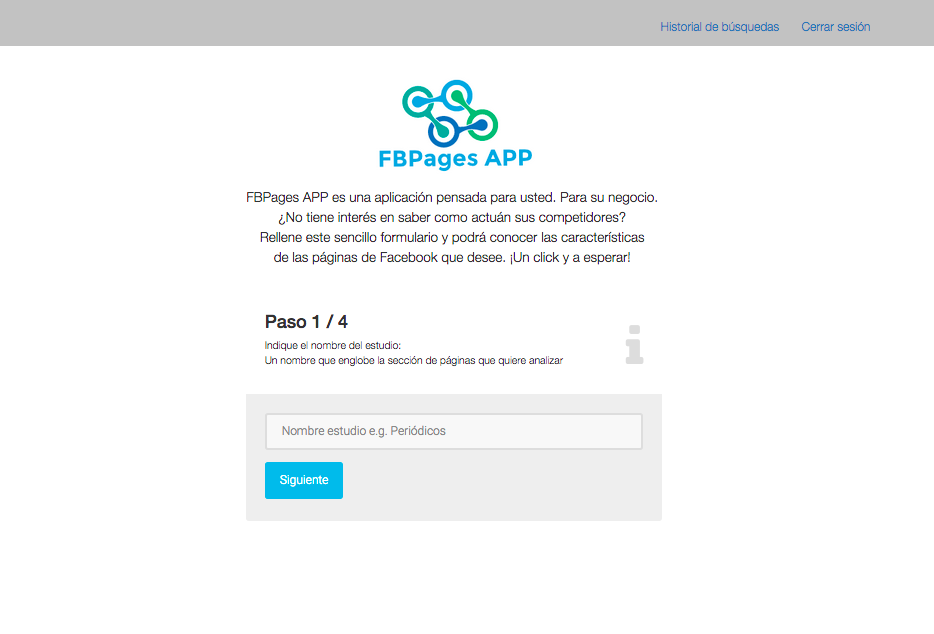 Historial de búsquedas Cerrar sesión
FBPages APP
FBPages APP es una aplicación pensada para usted. Para su negocio.
¿No tiene interés en saber como actuán sus competidores?
Rellene este sencillo formulario y podrá conocer las características
de las páginas de Facebook que desee. ¡Un click y a esperar!
Paso 1 / 4
Indique el nombre del estudio:
Un nombre que englobe la sección de páginas que quiere analizar
Nombre estudio e.g. Periódicos
Siguiente